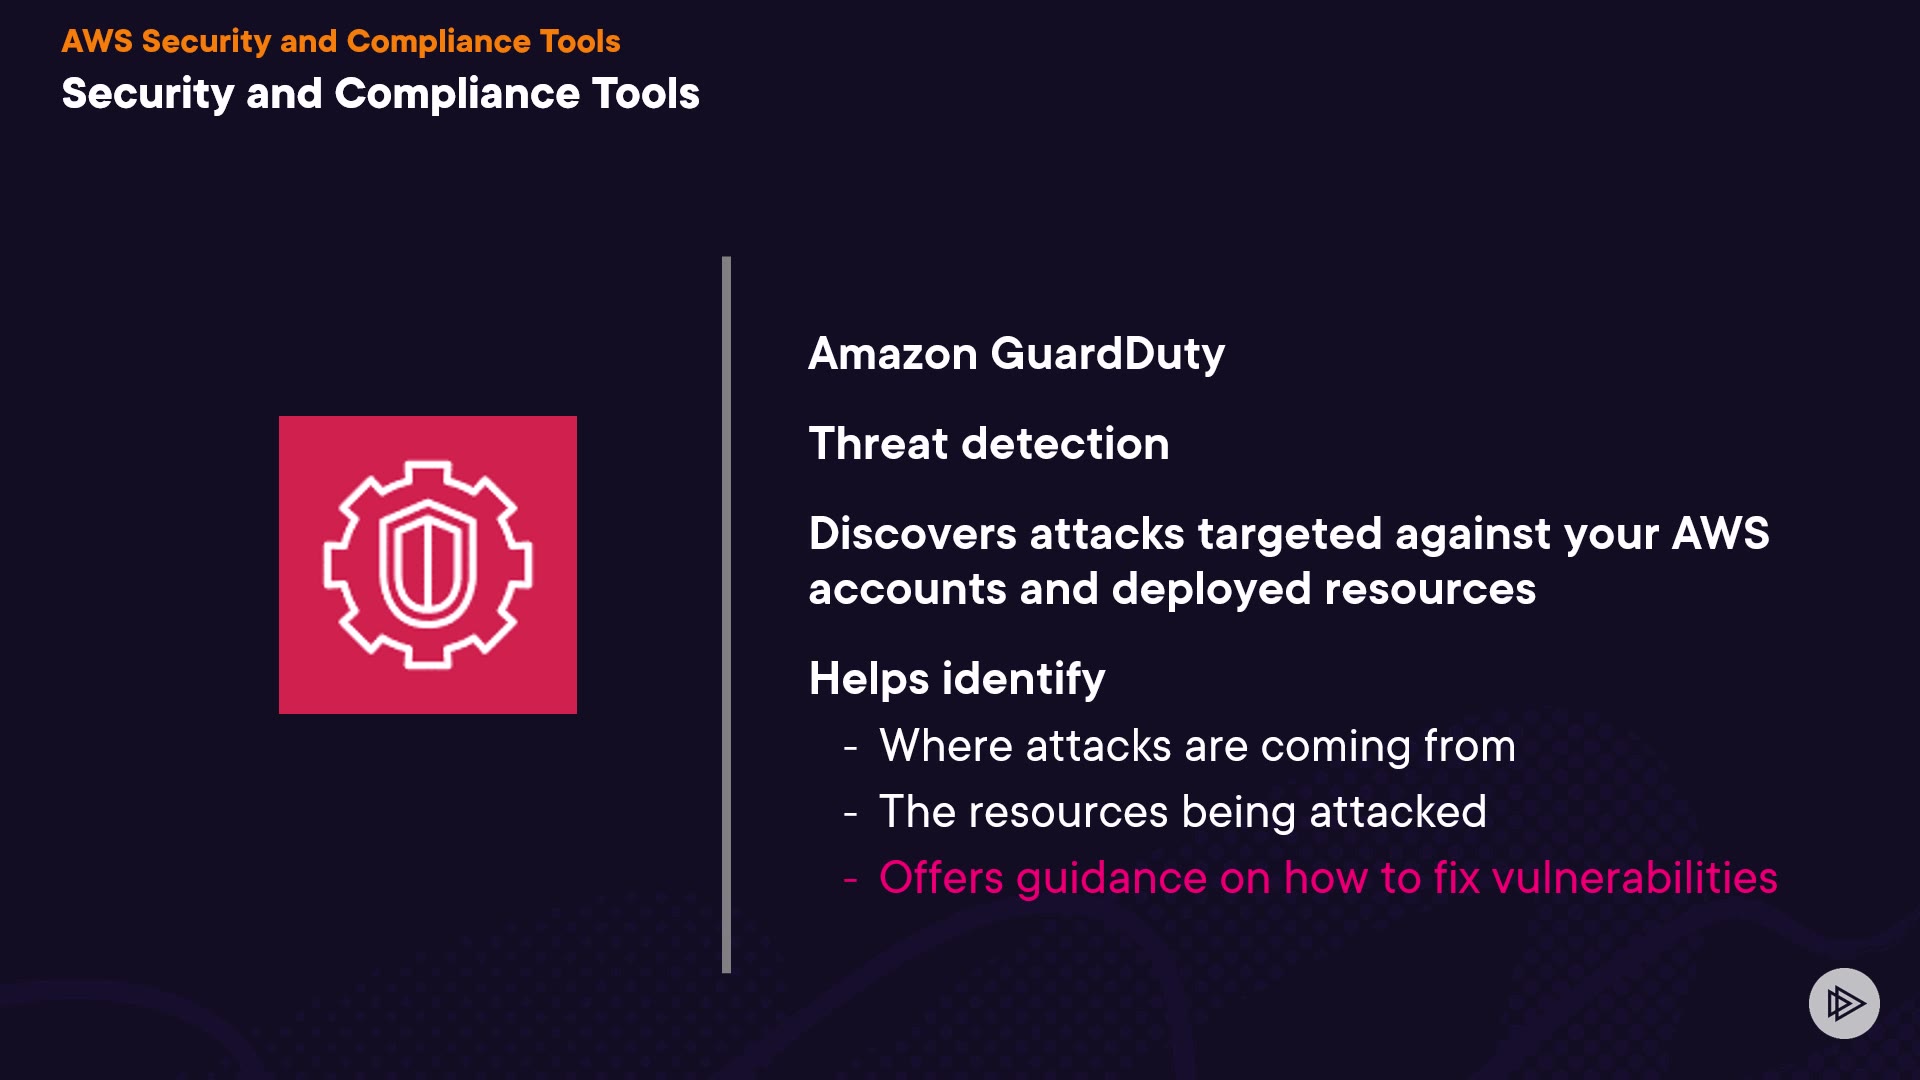 AWS Security and Compliance Tools
Security and Compliance Tools
Amazon GuardDuty
Threat detection
Discovers attacks targeted against your AWS
accounts and deployed resources
Helps identify
- Where attacks are coming from
- The resources being attacked
- Offers guidance on how to fix vulnerabilities